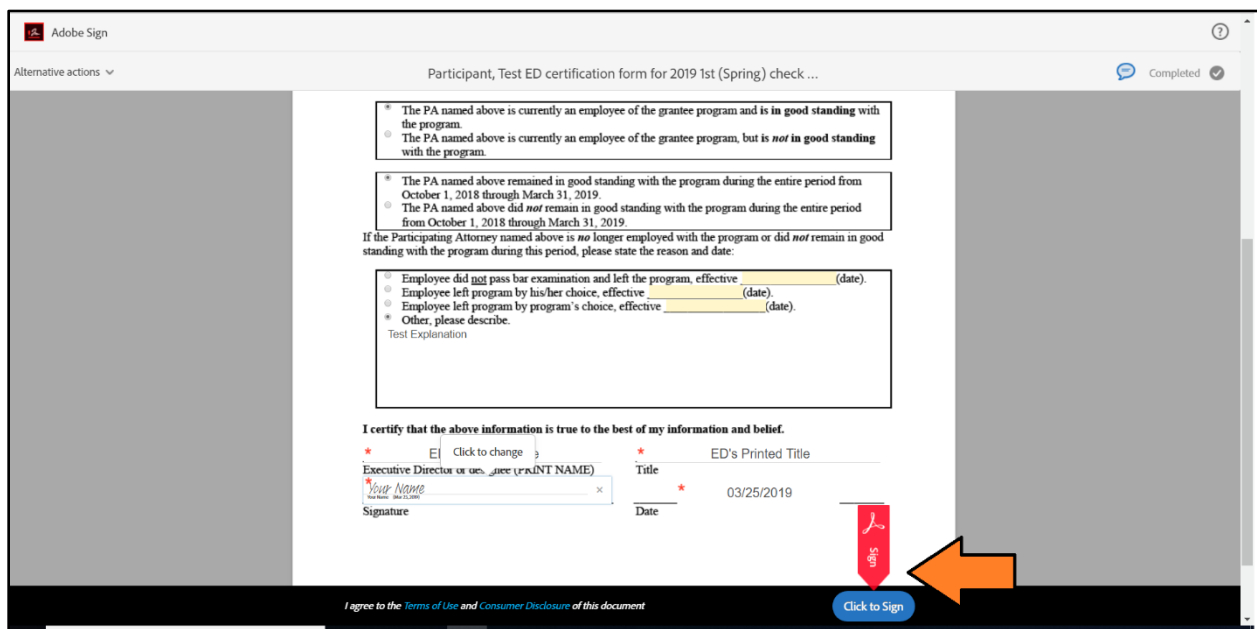 Adobe Sign
Alternative actions
Participant, Test ED certification form for 2019 1st (Spring) check ...
Completed
The PA named above is currently an employee of the grantee program and is in good standing with
the program.
The PA named above is currently an employee of the grantee program, but is not in good standing
with the program.
The PA named above remained in good standing with the program during the entire period from
October 1, 2018 through March 31, 2019.
The PA named above did not remain in good standing with the program during the entire period
from October 1, 2018 through March 31, 2019.
If the Participating Attorney named above is no longer employed with the program or did not remain in good
standing with the program during this period, please state the reason and date:
Employee did not pass bar examination and left the program, effective (date).
Employee left program by his/her choice, effective (date).
Employee left program by program's choice, effective (date).
Other, please describe.
Test Explanation
I certify that the above information is true to the best of my information and belief.
* Click to change * ED's Printed Title
Executive Director or (PRINT NAME) Title
* Your Name × * 03/25/2019
Signature Date
Sign
I agree to the Terms of Use and Consumer Disclosure of this document Click to Sign